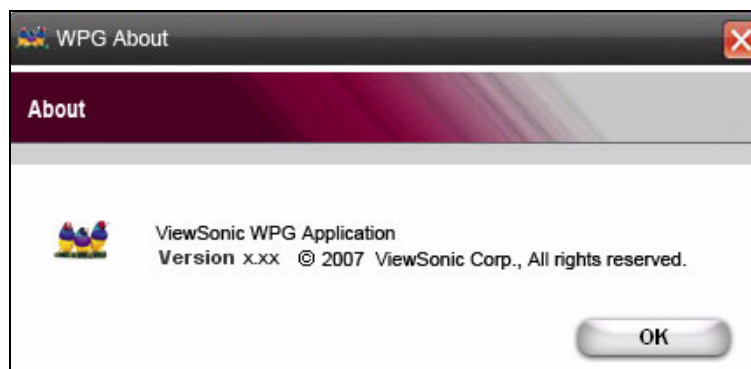 WPG About
About
ViewSonic WPG Application
Version x.xx © 2007 ViewSonic Corp., All rights reserved.
OK